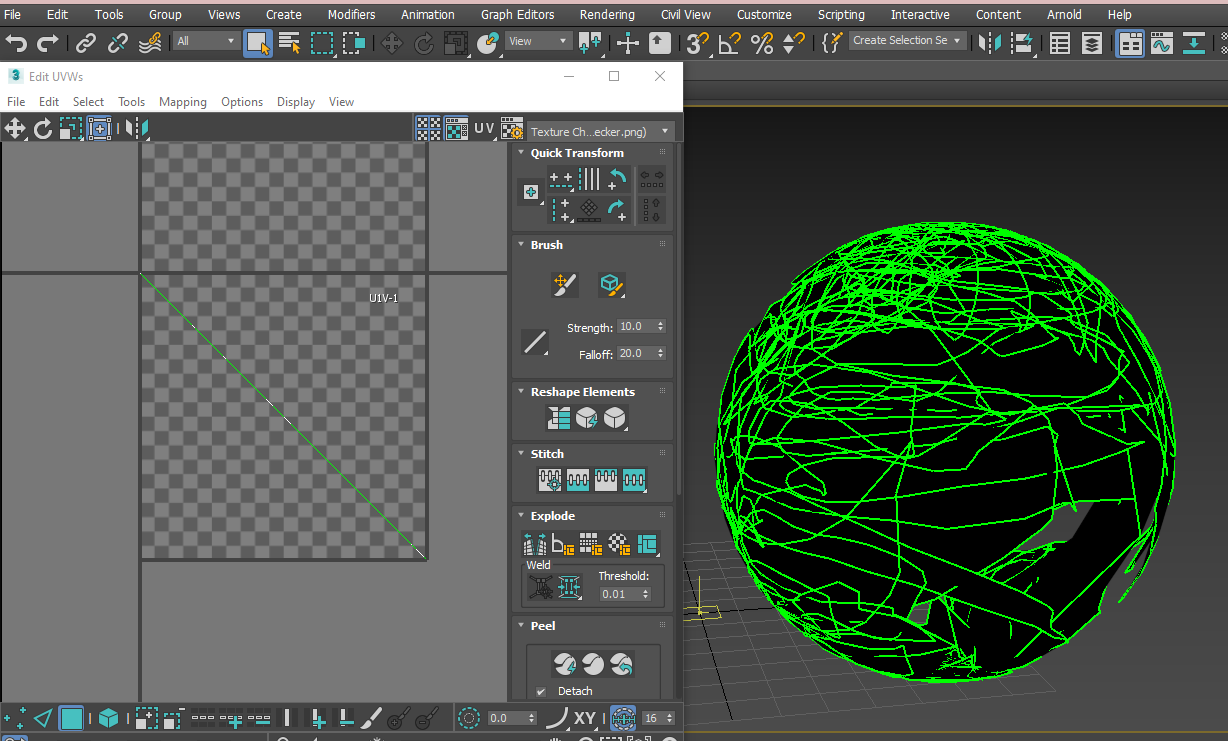 File Edit Tools Group Views Create Modifiers Animation Graph Editors Rendering Civil View Customize Scripting Interactive Content Arnold Help
All View 3 Create Selection Se
3 Edit UVWs
File Edit Select Tools Mapping Options Display View
UV Texture Ch...ecker.png)
Quick Transform
Brush
U1V-1
Strength: 10.0
Falloff: 20.0
Reshape Elements
Stitch
Explode
Weld
Threshold:
0.01
Peel
Detach
0.0 XY 16